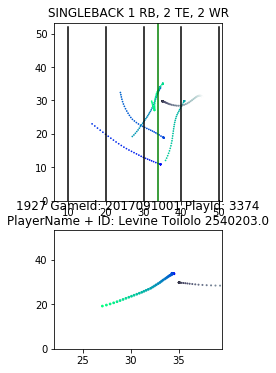 SINGLEBACK 1 RB, 2 TE, 2 WR
50
40
30
20
10
0
10 20 30 40 50
1927 GameId: 2017091001 PlayId: 3374
PlayerName + ID: Levine Toilolo 2540203.0
40
20
0
25 30 35